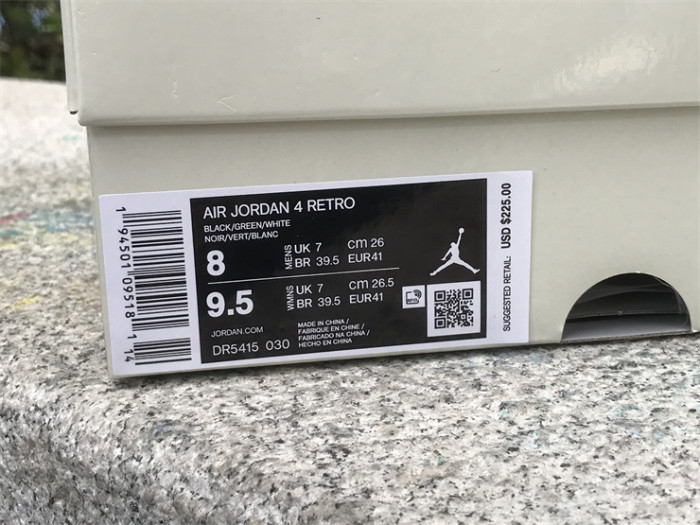 AIR JORDAN 4 RETRO
BLACK/GREEN/WHITE
NOIR/VERT/BLANC
8
MENS
UK 7 cm 26
BR 39.5 EUR41
9.5
WMNS
UK 7 cm 26.5
BR 39.5 EUR41
JORDAN.COM
DR5415 030
MADE IN CHINA /
FABRIQUE EN CHINE /
FABRICADO NA CHINA /
HECHO EN CHINA
1 94501 09518 1 14
SUGGESTED RETAIL: USD $225.00